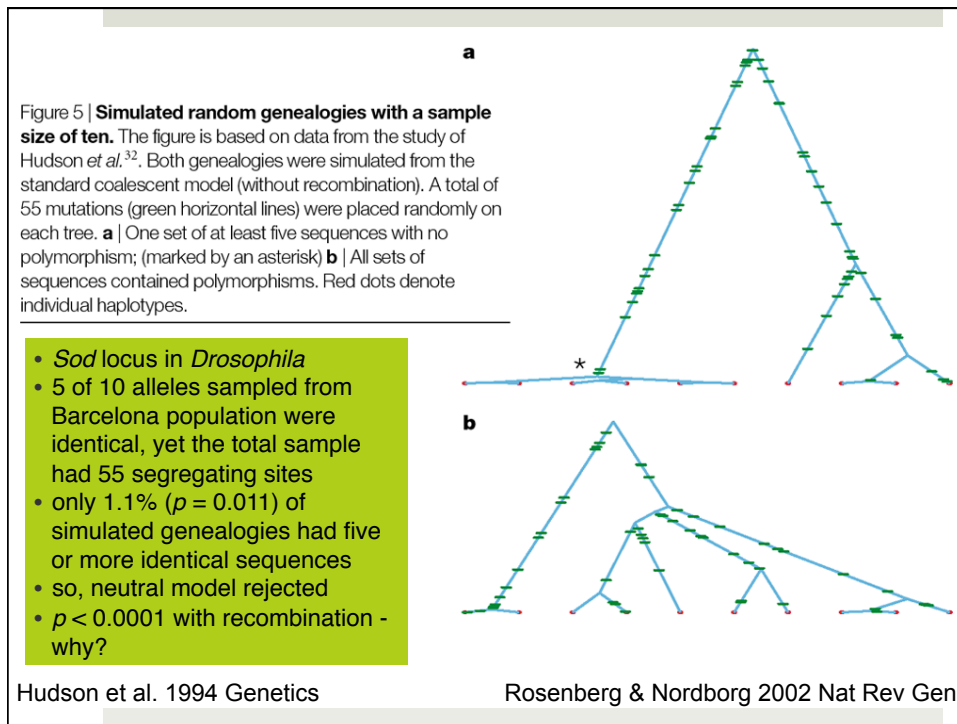 a
Figure 5 | Simulated random genealogies with a sample
size of ten. The figure is based on data from the study of
Hudson et al.32. Both genealogies were simulated from the
standard coalescent model (without recombination). A total of
55 mutations (green horizontal lines) were placed randomly on
each tree. a | One set of at least five sequences with no
polymorphism; (marked by an asterisk) b | All sets of
sequences contained polymorphisms. Red dots denote
individual haplotypes.
*
• Sod locus in Drosophila
• 5 of 10 alleles sampled from
Barcelona population were
identical, yet the total sample
had 55 segregating sites
• only 1.1% (p = 0.011) of
simulated genealogies had five
or more identical sequences
• so, neutral model rejected
• p < 0.0001 with recombination -
why?
b
Hudson et al. 1994 Genetics
Rosenberg & Nordborg 2002 Nat Rev Gen